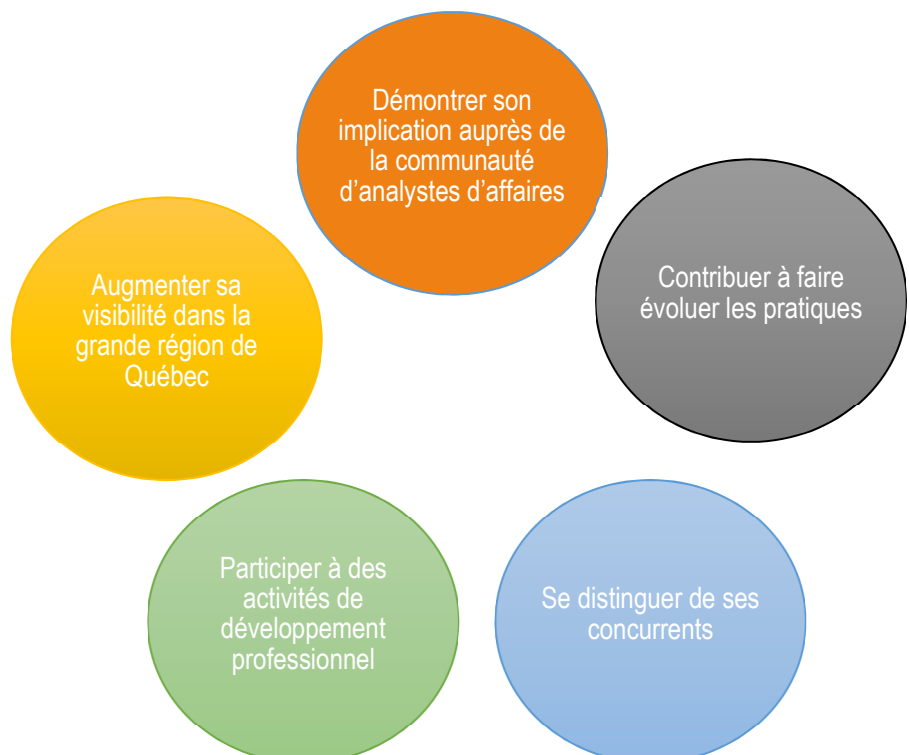 Démontrer son
implication auprès de
la communauté
d'analystes d'affaires
Contribuer à faire
évoluer les pratiques
Augmenter sa
visibilité dans la
grande région de
Québec
Participer à des
activités de
développement
professionnel
Se distinguer de ses
concurrents